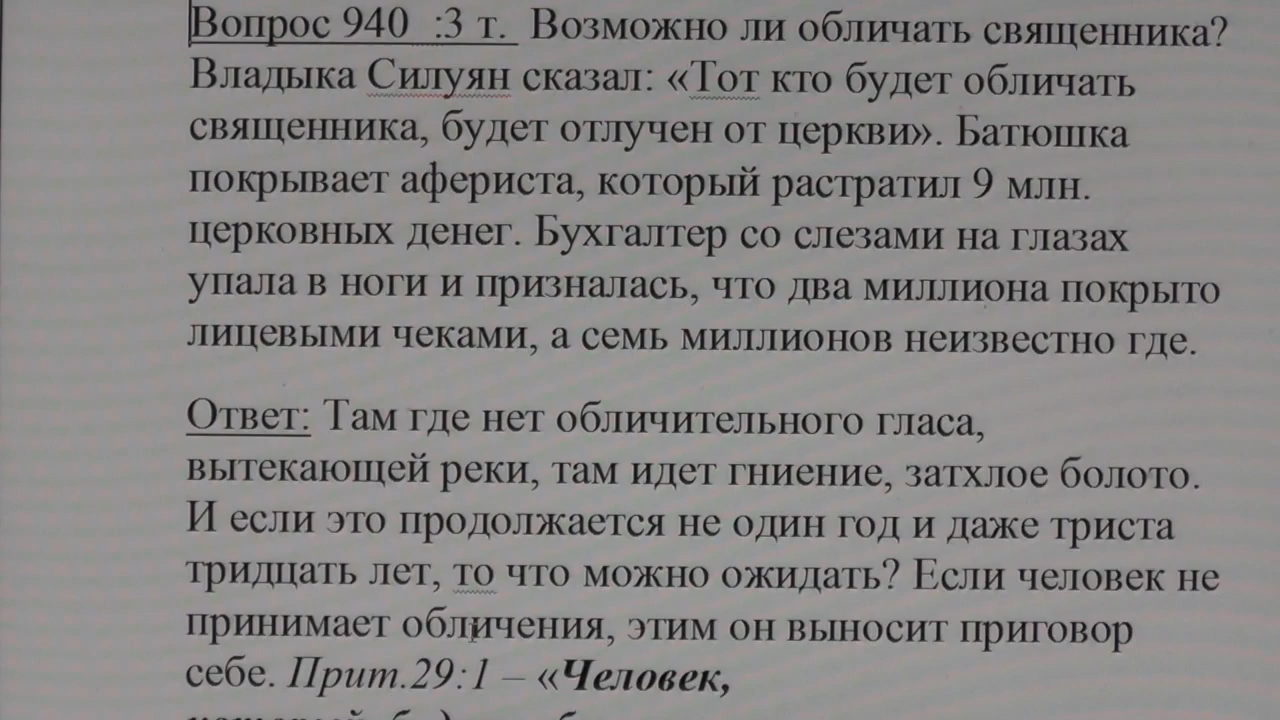 Вопрос 940  :3 т.  Возможно ли обличать священника?
Владыка Силуян сказал: «Тот кто будет обличать
священника, будет отлучен от церкви». Батюшка
покрывает афериста, который растратил 9 млн.
церковных денег. Бухгалтер со слезами на глазах
упала в ноги и призналась, что два миллиона покрыто
лицевыми чеками, а семь миллионов неизвестно где.
Ответ: Там где нет обличительного гласа,
вытекающей реки, там идет гниение, затхлое болото.
И если это продолжается не один год и даже триста
тридцать лет, то что можно ожидать? Если человек не
принимает обличения, этим он выносит приговор
себе. Прит.29:1 – «Человек,